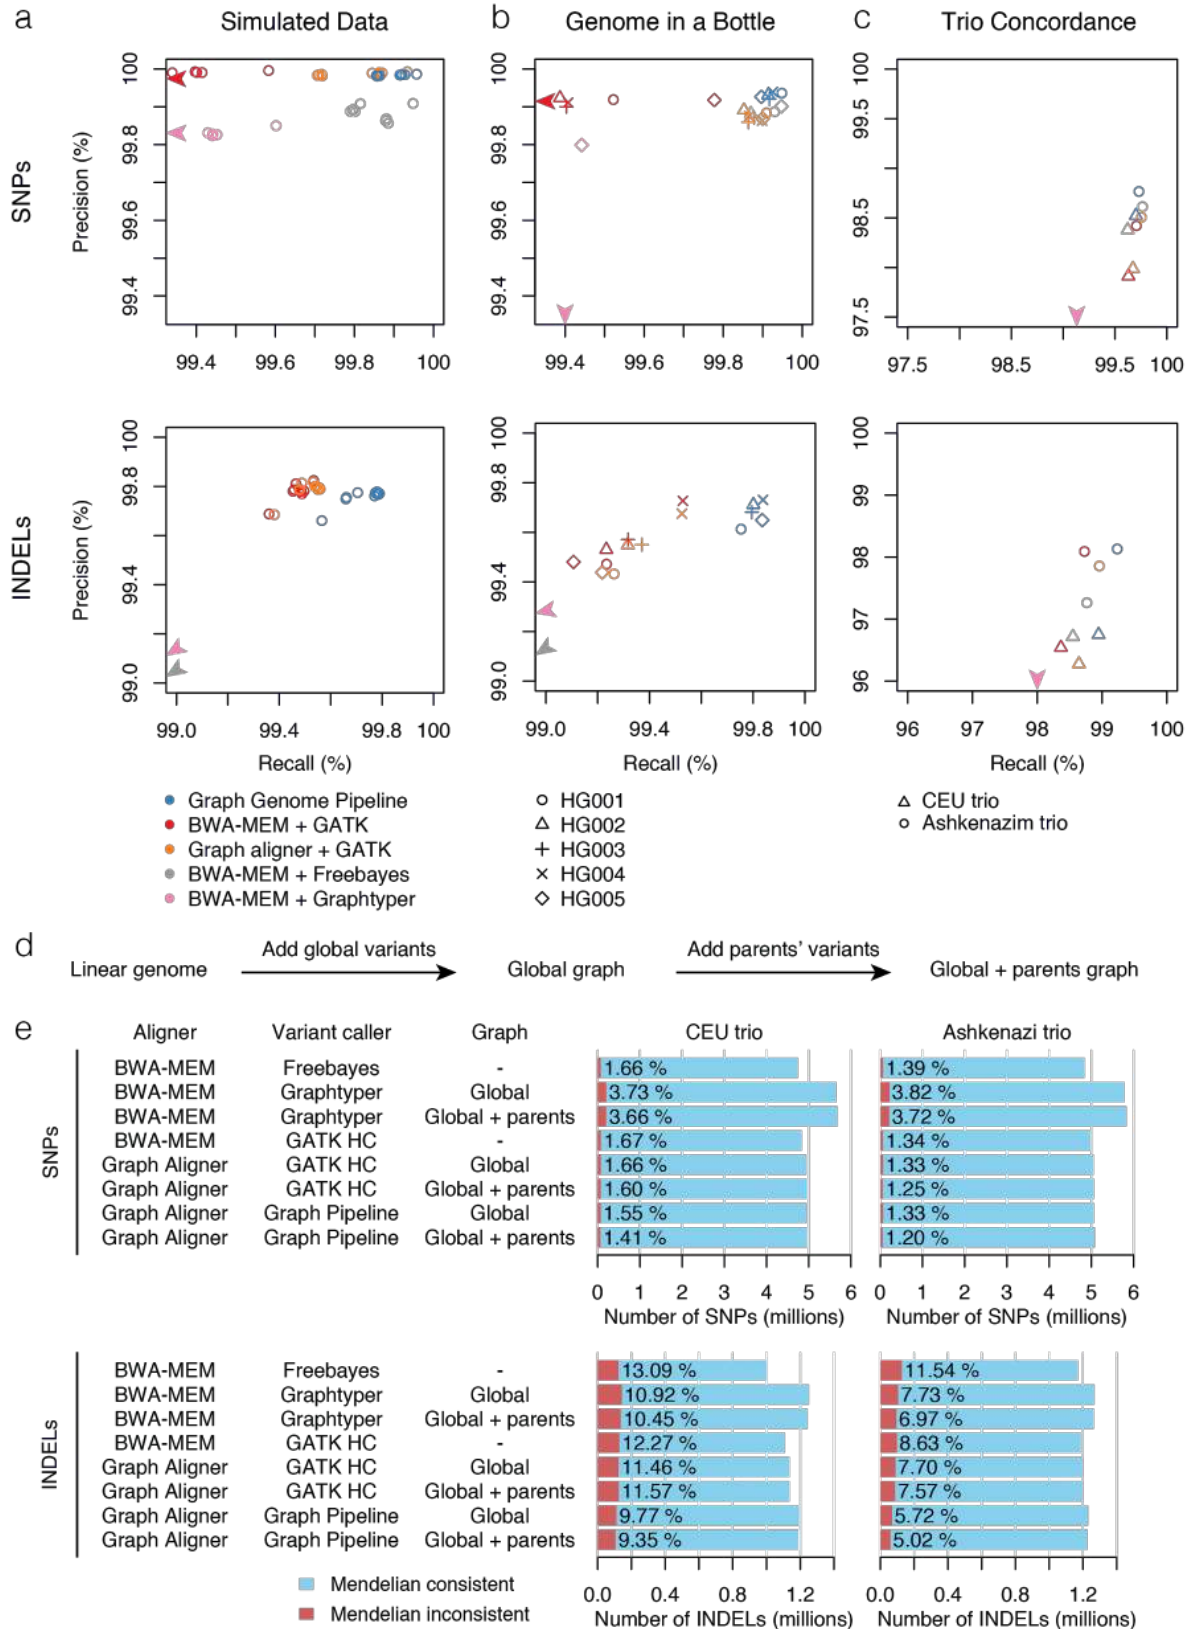 a Simulated Data
b Genome in a Bottle
c Trio Concordance
SNPs
Precision (%)
100
99.8
99.6
99.4
99.4 99.6 99.8 100
100
99.8
99.6
99.4
99.4 99.6 99.8 100
100
99.5
98.5
97.5
97.5 98.5 99.5 100
INDELs
Precision (%)
100
99.8
99.4
99.0
99.0 99.4 99.8 100
Recall (%)
100
99.8
99.4
99.0
99.0 99.4 99.8 100
Recall (%)
100
99
98
97
96
96 97 98 99 100
Recall (%)
Graph Genome Pipeline
BWA-MEM + GATK
Graph aligner + GATK
BWA-MEM + Freebayes
BWA-MEM + Graphtyper
HG001
HG002
HG003
HG004
HG005
CEU trio
Ashkenazim trio
d
Linear genome Add global variants Global graph Add parents' variants Global + parents graph
e Aligner Variant caller Graph CEU trio Ashkenazi trio
SNPs
BWA-MEM Freebayes - 1.66 % 1.39 %
BWA-MEM Graphtyper Global 3.73 % 3.82 %
BWA-MEM Graphtyper Global + parents 3.66 % 3.72 %
BWA-MEM GATK HC - 1.67 % 1.34 %
Graph Aligner GATK HC Global 1.66 % 1.33 %
Graph Aligner GATK HC Global + parents 1.60 % 1.25 %
Graph Aligner Graph Pipeline Global 1.55 % 1.33 %
Graph Aligner Graph Pipeline Global + parents 1.41 % 1.20 %
0 1 2 3 4 5 6 0 1 2 3 4 5 6
Number of SNPs (millions) Number of SNPs (millions)
INDELs
BWA-MEM Freebayes - 13.09 % 11.54 %
BWA-MEM Graphtyper Global 10.92 % 7.73 %
BWA-MEM Graphtyper Global + parents 10.45 % 6.97 %
BWA-MEM GATK HC - 12.27 % 8.63 %
Graph Aligner GATK HC Global 11.46 % 7.70 %
Graph Aligner GATK HC Global + parents 11.57 % 7.57 %
Graph Aligner Graph Pipeline Global 9.77 % 5.72 %
Graph Aligner Graph Pipeline Global + parents 9.35 % 5.02 %
Mendelian consistent
Mendelian inconsistent
0.0 0.4 0.8 1.2 0.0 0.4 0.8 1.2
Number of INDELs (millions) Number of INDELs (millions)